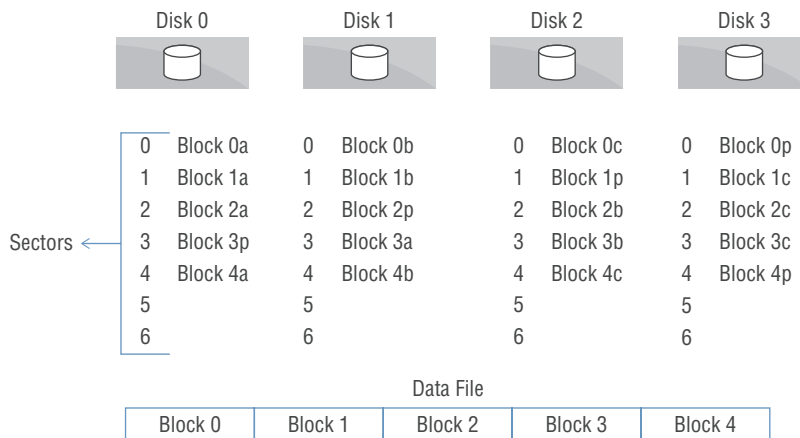 Disk 0 Disk 1 Disk 2 Disk 3
0 Block 0a 0 Block 0b 0 Block 0c 0 Block 0p
1 Block 1a 1 Block 1b 1 Block 1p 1 Block 1c
2 Block 2a 2 Block 2p 2 Block 2b 2 Block 2c
Sectors 3 Block 3p 3 Block 3a 3 Block 3b 3 Block 3c
4 Block 4a 4 Block 4b 4 Block 4c 4 Block 4p
5 5 5 5
6 6 6 6
Data File
Block 0 Block 1 Block 2 Block 3 Block 4